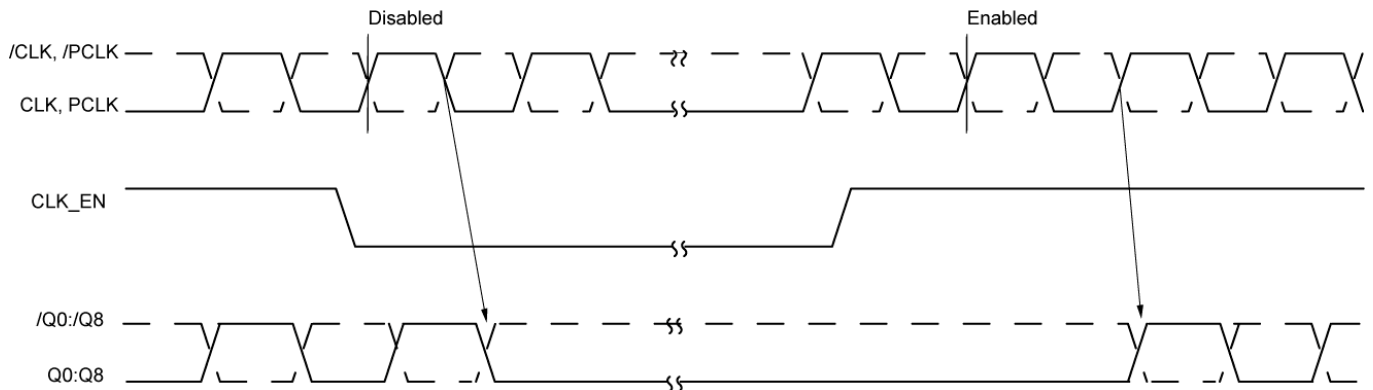 Disabled
Enabled
/CLK, /PCLK
CLK, PCLK
CLK_EN
/Q0:/Q8
Q0:Q8